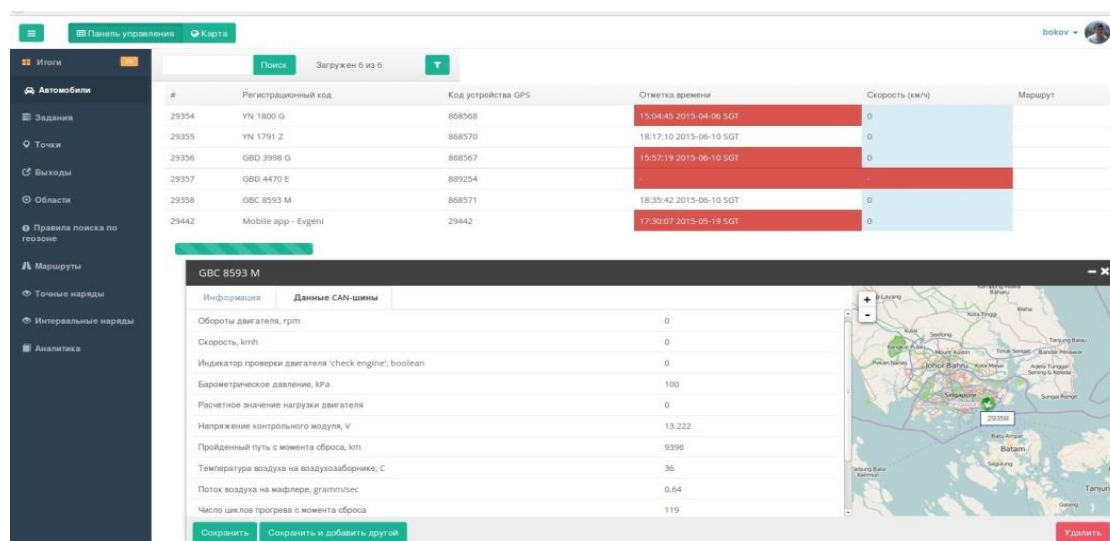 Панель управления Карта bokov
Итоги
Автомобили
Задания
Точки
Выходы
Области
Правила поиска по геозоне
Маршруты
Точные наряды
Интервальные наряды
Аналитика
Поиск Загружен 6 из 6
# Регистрационный код Код устройства GPS Отметка времени Скорость (км/ч) Маршрут
29354 YN 1800 G 868568 15:04:45 2015-04-06 SGT 0
29355 YN 1791 Z 868570 18:17:10 2015-06-10 SGT 0
29356 GBD 3998 G 868567 15:57:19 2015-06-10 SGT 0
29357 GBD 4470 E 889254 - -
29358 GBC 8593 M 868571 18:35:42 2015-06-10 SGT 0
29442 Mobile app - Evgeni 29442 17:30:07 2015-05-19 SGT 0
GBC 8593 M
Информация Данные CAN-шины
Обороты двигателя, rpm 0
Скорость, kmh 0
Индикатор проверки двигателя 'check engine', boolean 0
Барометрическое давление, kPa 100
Расчетное значение нагрузки двигателя 0
Напряжение контрольного модуля, V 13.222
Пройденный путь с момента сброса, km 9396
Температура воздуха на воздухозаборнике, C 36
Поток воздуха на мафлере, gramm/sec 0.64
Число циклов прогрева с момента сброса 119
Сохранить Сохранить и добавить другой Удалить
+
-
Kota Tinggi
Kulai
Seelong
Johor Bahru
Singapore
Sungai Rengit
29358
Batam